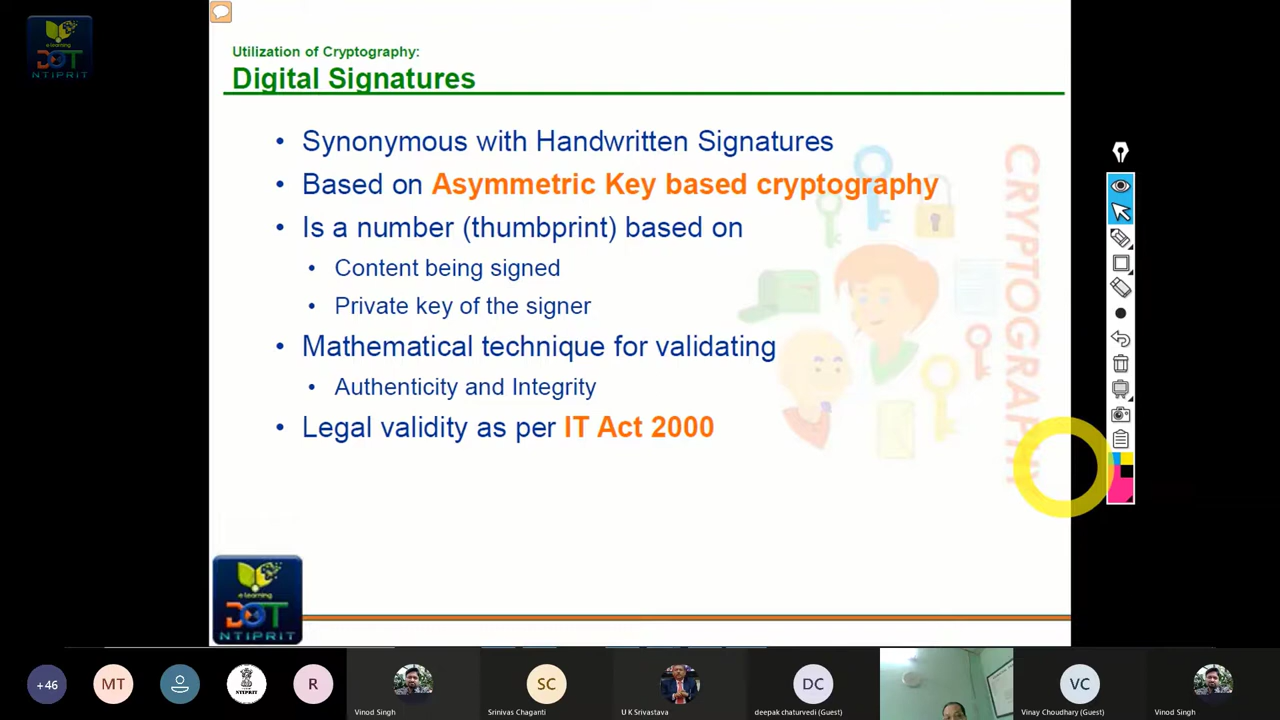 e learning
DOT
NTIPRIT
Utilization of Cryptography:
Digital Signatures
• Synonymous with Handwritten Signatures
• Based on Asymmetric Key based cryptography
• Is a number (thumbprint) based on
• Content being signed
• Private key of the signer
• Mathematical technique for validating
• Authenticity and Integrity
• Legal validity as per IT Act 2000
CRYPTOGRAPHY
e learning
DOT
NTIPRIT
+46
MT
NTIPRIT
R
SC
DC
VC
Vinod Singh
Srinivas Chaganti
U K Srivastava
deepak chaturvedi (Guest)
Vinay Choudhary (Guest)
Vinod Singh